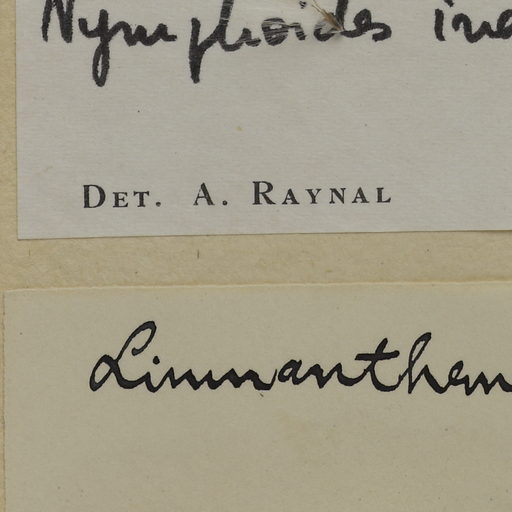 Nymphoides ind
DET. A. RAYNAL
Limnanthem